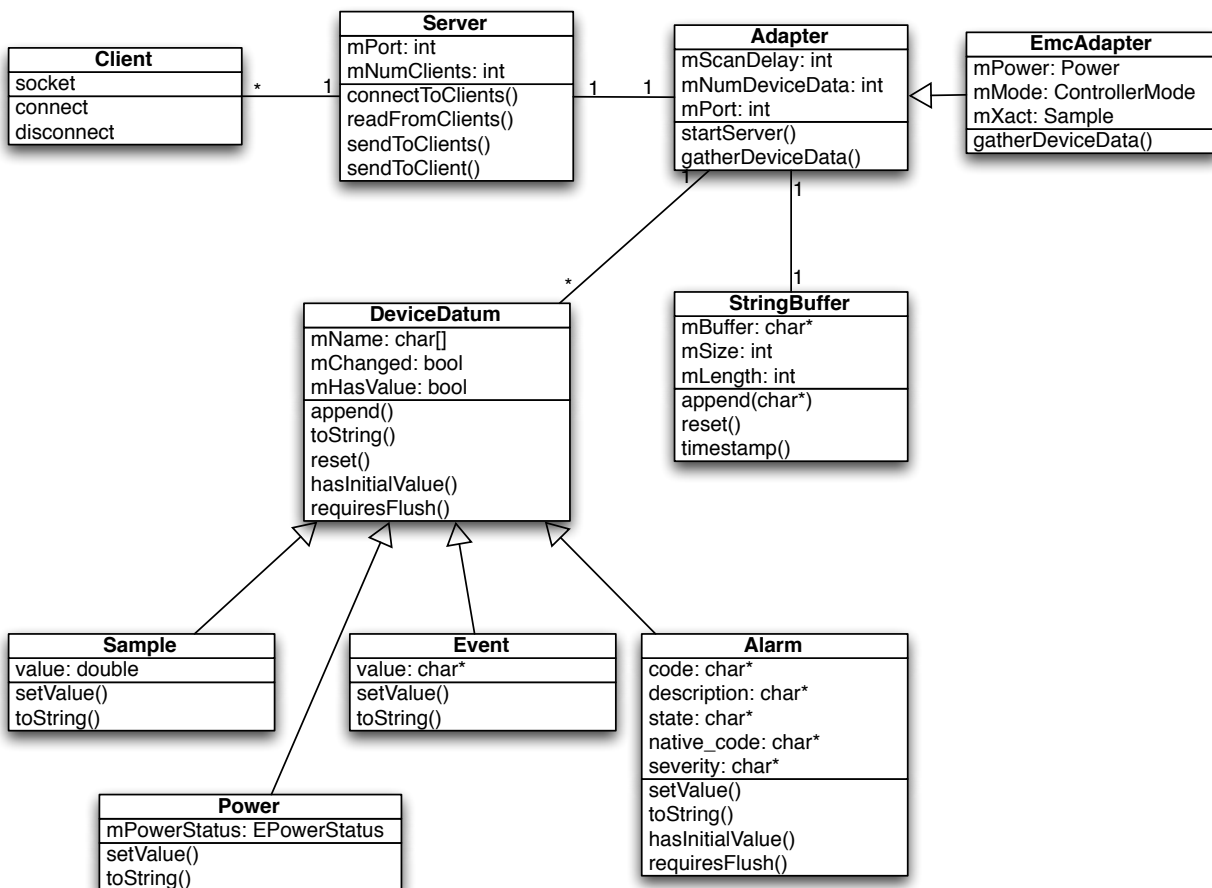 Client
socket
connect
disconnect
*
1
Server
mPort: int
mNumClients: int
connectToClients()
readFromClients()
sendToClients()
sendToClient()
1
1
Adapter
mScanDelay: int
mNumDeviceData: int
mPort: int
startServer()
gatherDeviceData()
EmcAdapter
mPower: Power
mMode: ControllerMode
mXact: Sample
gatherDeviceData()
1
*
1
1
DeviceDatum
mName: char[]
mChanged: bool
mHasValue: bool
append()
toString()
reset()
hasInitialValue()
requiresFlush()
StringBuffer
mBuffer: char*
mSize: int
mLength: int
append(char*)
reset()
timestamp()
Sample
value: double
setValue()
toString()
Event
value: char*
setValue()
toString()
Alarm
code: char*
description: char*
state: char*
native_code: char*
severity: char*
setValue()
toString()
hasInitialValue()
requiresFlush()
Power
mPowerStatus: EPowerStatus
setValue()
toString()